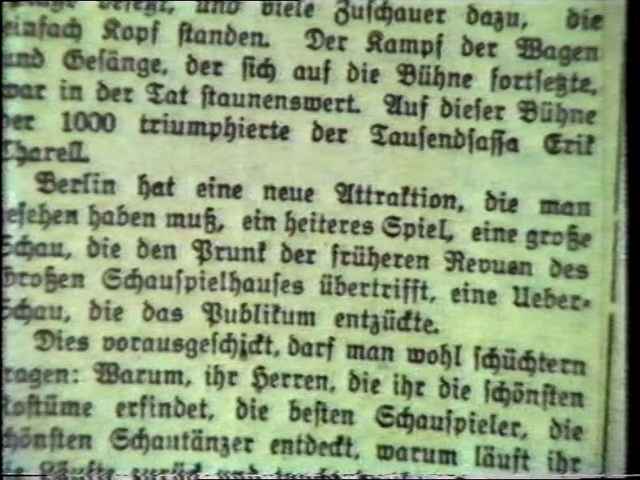 und viele Zuschauer dazu, die
einfach Kopf standen. Der Kampf der Wagen
und Gesänge, der sich auf die Bühne fortsetzte,
war in der Tat staunenswert. Auf dieser Bühne
der 1000 triumphierte der Tausendsassa Erik
Charell.
Berlin hat eine neue Attraktion, die man
gesehen haben muß, ein heiteres Spiel, eine große
Schau, die den Prunk der früheren Revuen des
Großen Schauspielhauses übertrifft, eine Ueber-
Schau, die das Publikum entzückte.
Dies vorausgeschickt, darf man wohl schüchtern
fragen: Warum, ihr Herren, die ihr die schönsten
Kostüme erfindet, die besten Schauspieler, die
schönsten Schautänzer entdeckt, warum läuft ihr